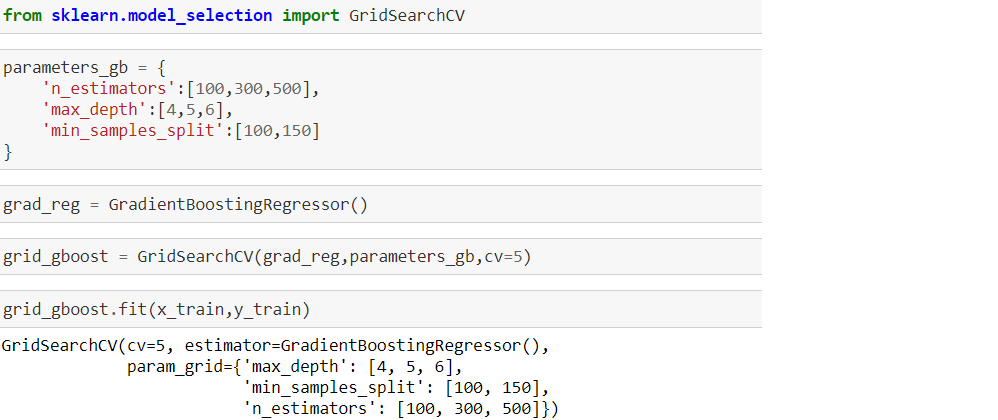 from sklearn.model_selection import GridSearchCV
parameters_gb = {
    'n_estimators':[100,300,500],
    'max_depth':[4,5,6],
    'min_samples_split':[100,150]
}
grad_reg = GradientBoostingRegressor()
grid_gboost = GridSearchCV(grad_reg,parameters_gb,cv=5)
grid_gboost.fit(x_train,y_train)
GridSearchCV(cv=5, estimator=GradientBoostingRegressor(),
             param_grid={'max_depth': [4, 5, 6],
                         'min_samples_split': [100, 150],
                         'n_estimators': [100, 300, 500]})